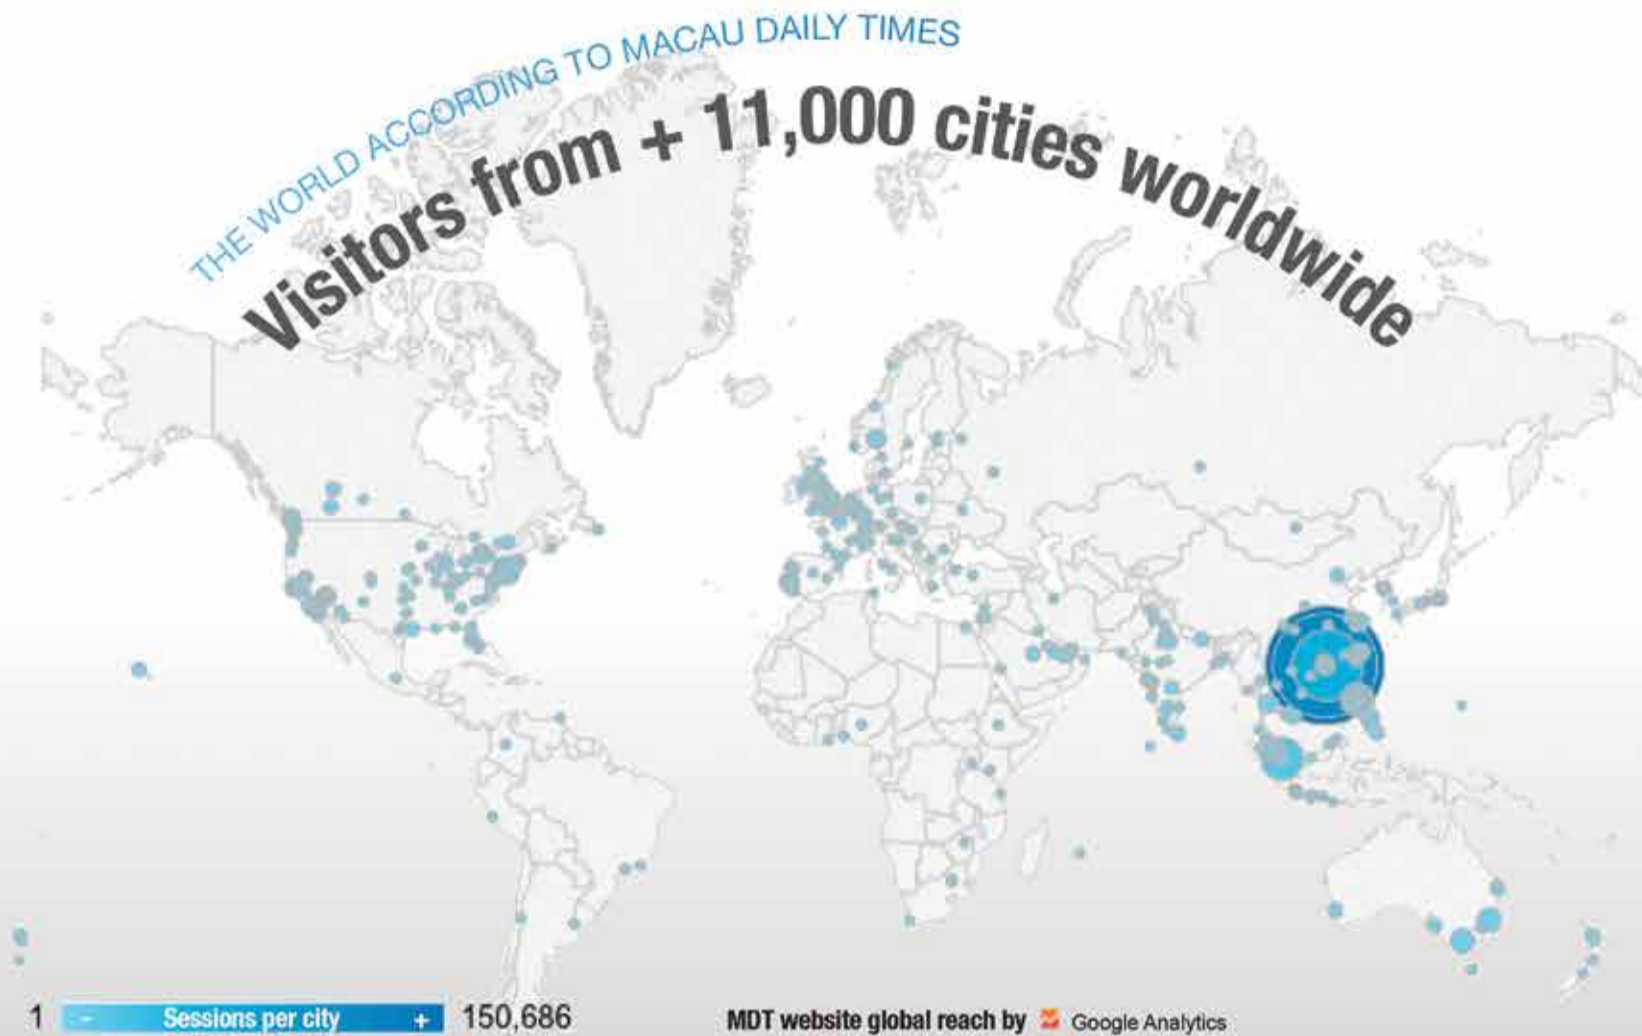 THE WORLD ACCORDING TO MACAU DAILY TIMES
Visitors from + 11,000 cities worldwide
1 - Sessions per city + 150,686
MDT website global reach by Google Analytics